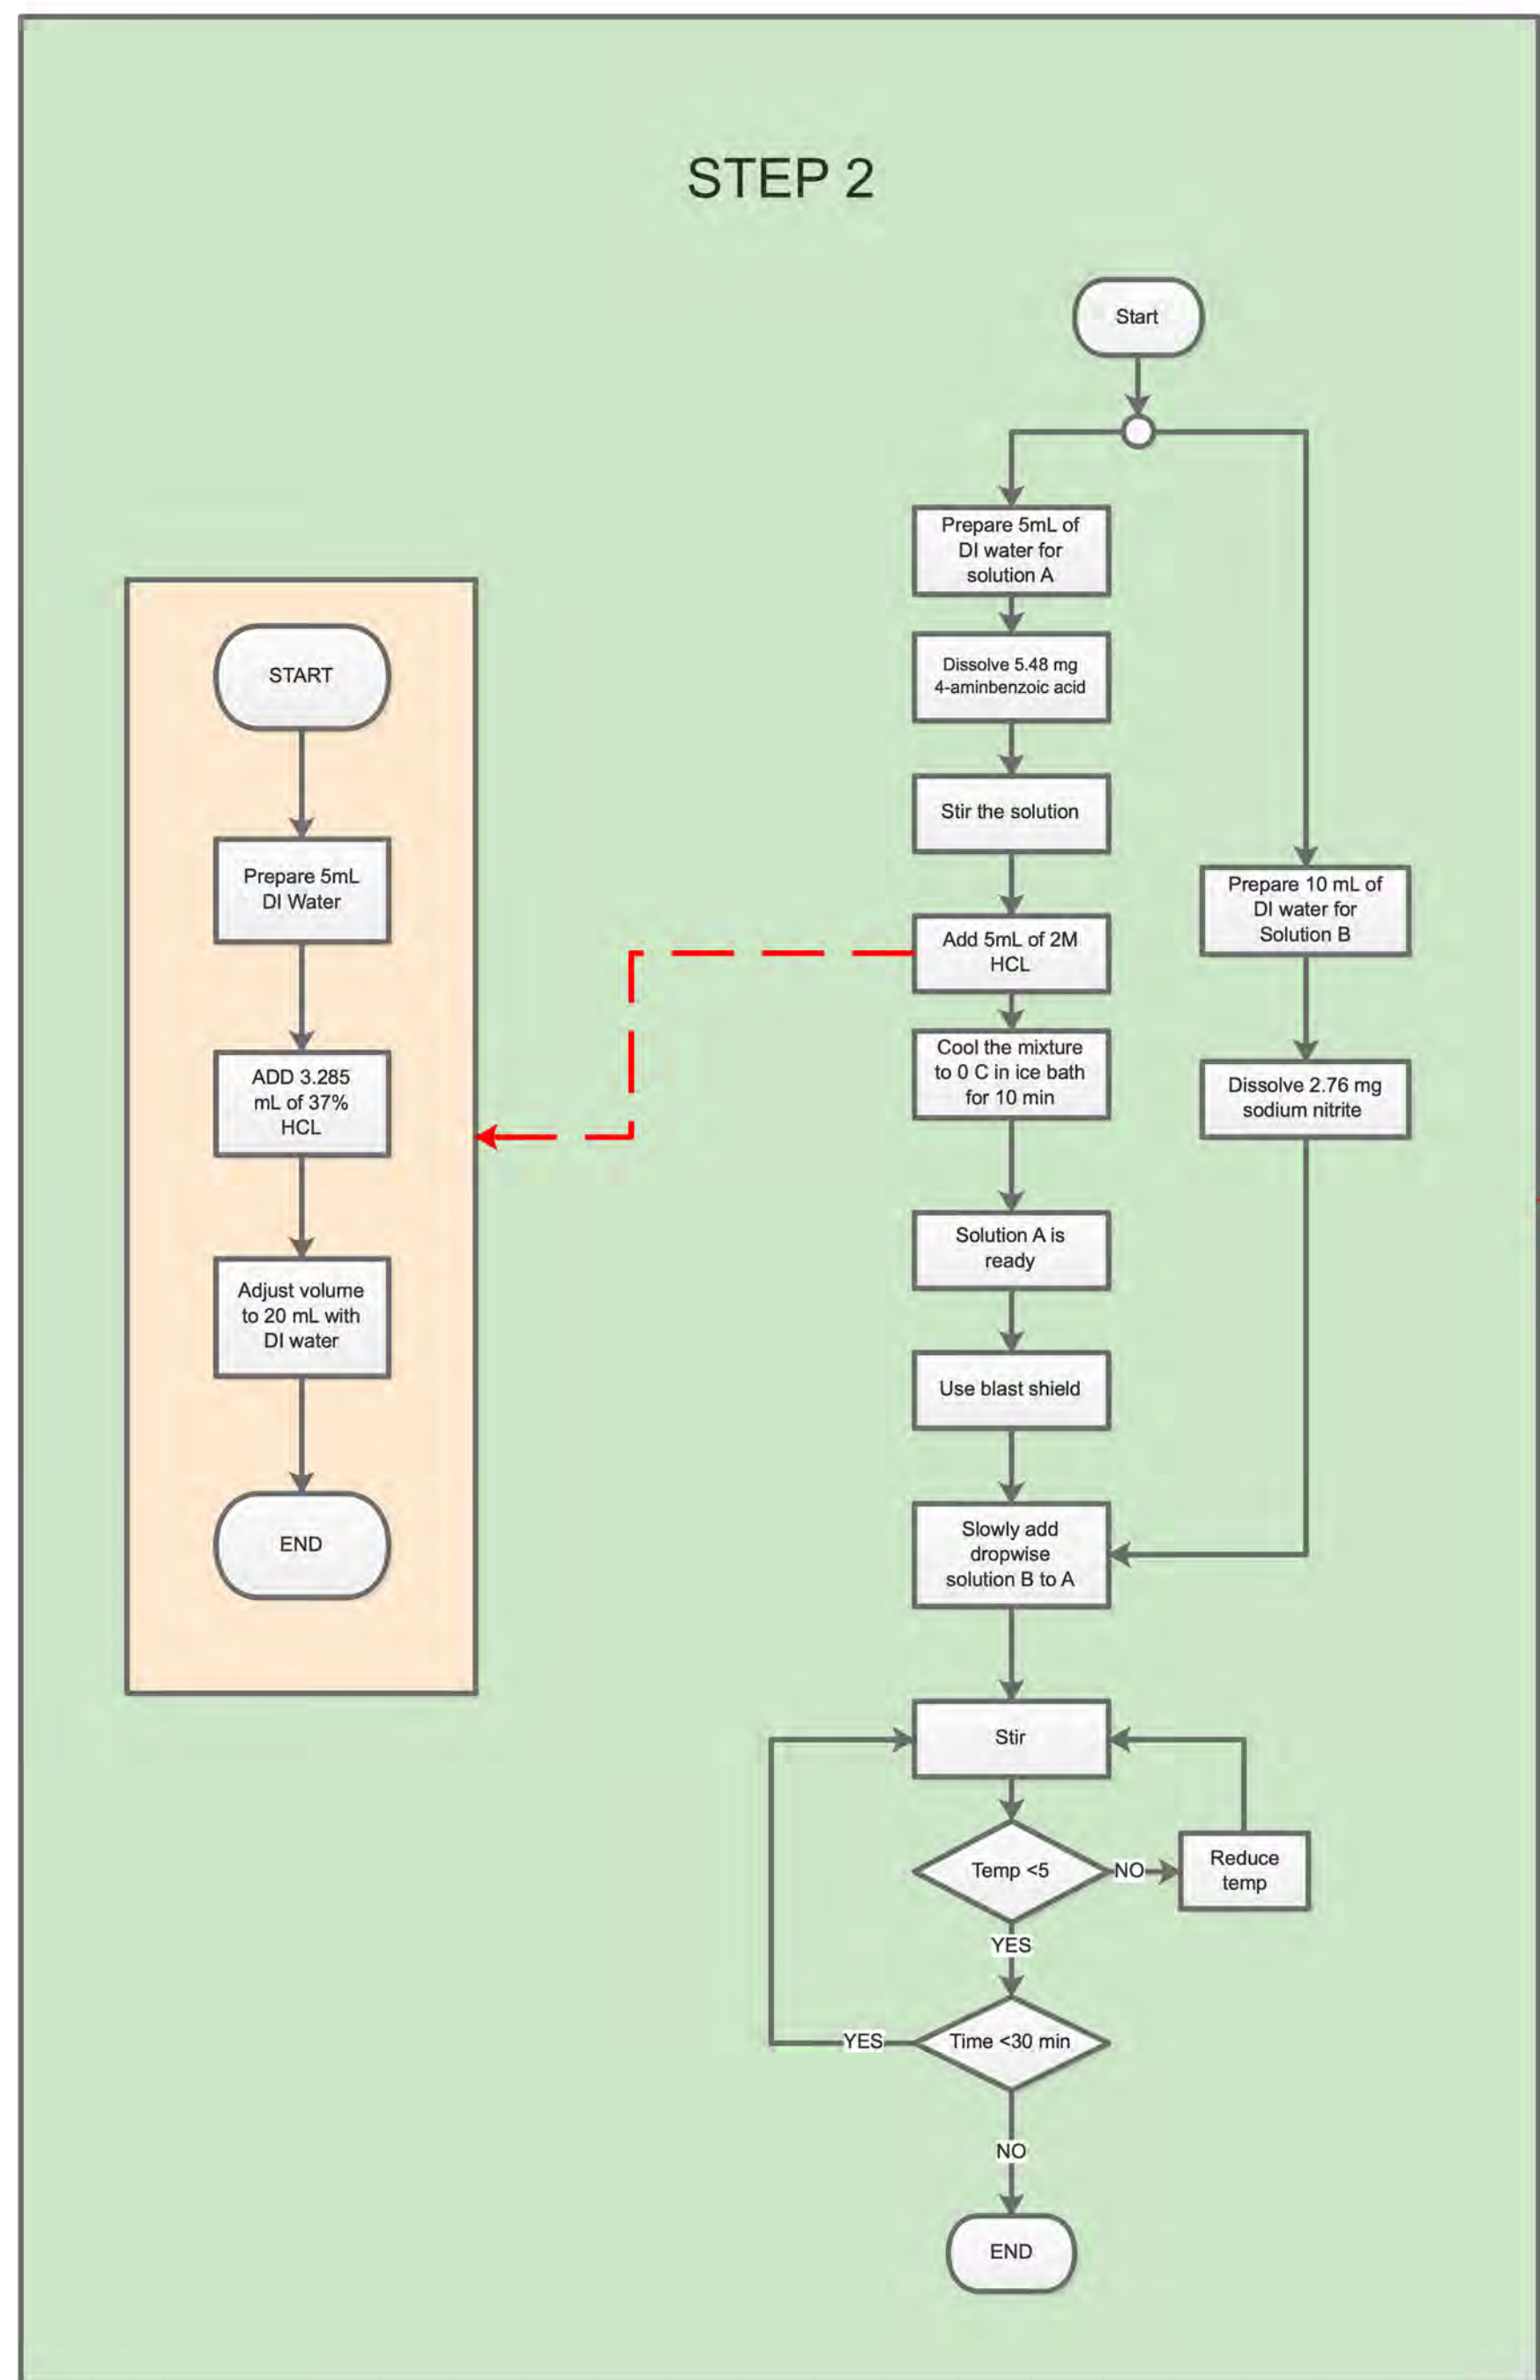 STEP 2
START
Prepare 5mL
DI Water
ADD 3.285
mL of 37%
HCL
Adjust volume
to 20 mL with
DI water
END
Start
Prepare 5mL of
DI water for
solution A
Dissolve 5.48 mg
4-aminbenzoic acid
Stir the solution
Add 5mL of 2M
HCL
Cool the mixture
to 0 C in ice bath
for 10 min
Solution A is
ready
Use blast shield
Prepare 10 mL of
DI water for
Solution B
Dissolve 2.76 mg
sodium nitrite
Slowly add
dropwise
solution B to A
Stir
Temp <5
NO
Reduce
temp
YES
Time <30 min
YES
NO
END